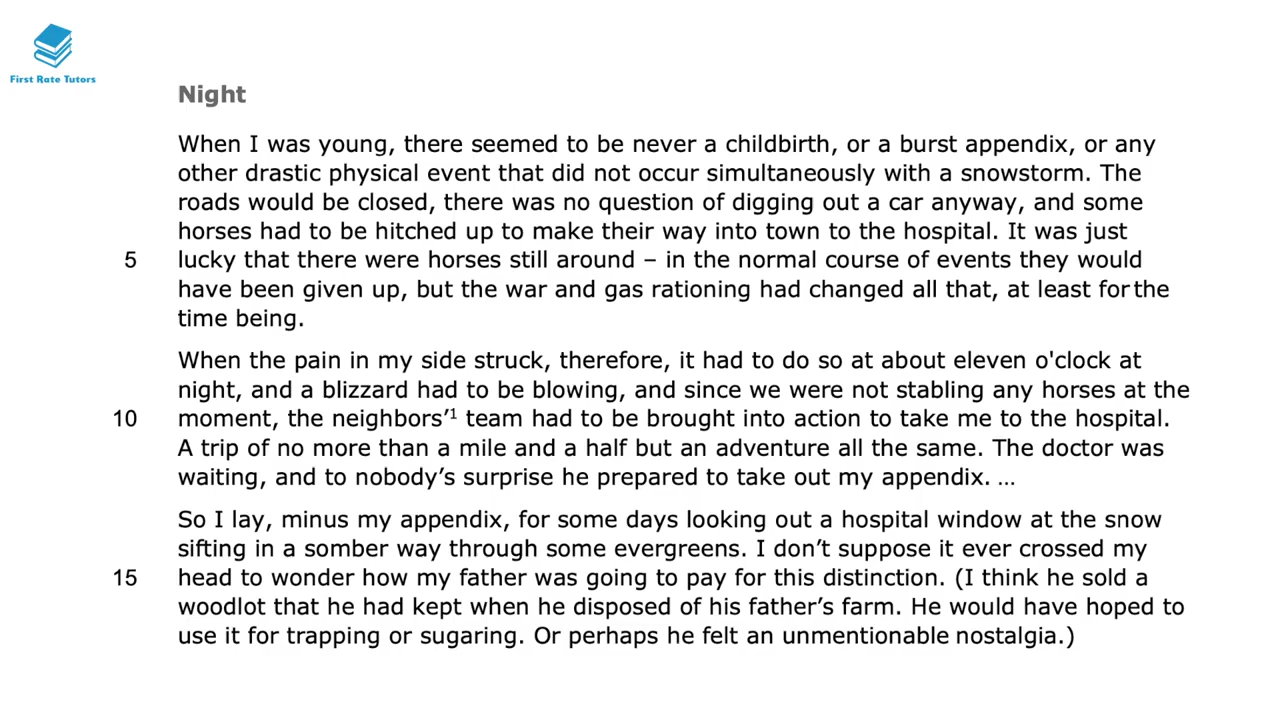 First Rate Tutors
Night
When I was young, there seemed to be never a childbirth, or a burst appendix, or any
other drastic physical event that did not occur simultaneously with a snowstorm. The
roads would be closed, there was no question of digging out a car anyway, and some
horses had to be hitched up to make their way into town to the hospital. It was just
5 lucky that there were horses still around – in the normal course of events they would
have been given up, but the war and gas rationing had changed all that, at least for the
time being.
When the pain in my side struck, therefore, it had to do so at about eleven o'clock at
night, and a blizzard had to be blowing, and since we were not stabling any horses at the
10 moment, the neighbors’¹ team had to be brought into action to take me to the hospital.
A trip of no more than a mile and a half but an adventure all the same. The doctor was
waiting, and to nobody’s surprise he prepared to take out my appendix. …
So I lay, minus my appendix, for some days looking out a hospital window at the snow
sifting in a somber way through some evergreens. I don’t suppose it ever crossed my
15 head to wonder how my father was going to pay for this distinction. (I think he sold a
woodlot that he had kept when he disposed of his father’s farm. He would have hoped to
use it for trapping or sugaring. Or perhaps he felt an unmentionable nostalgia.)